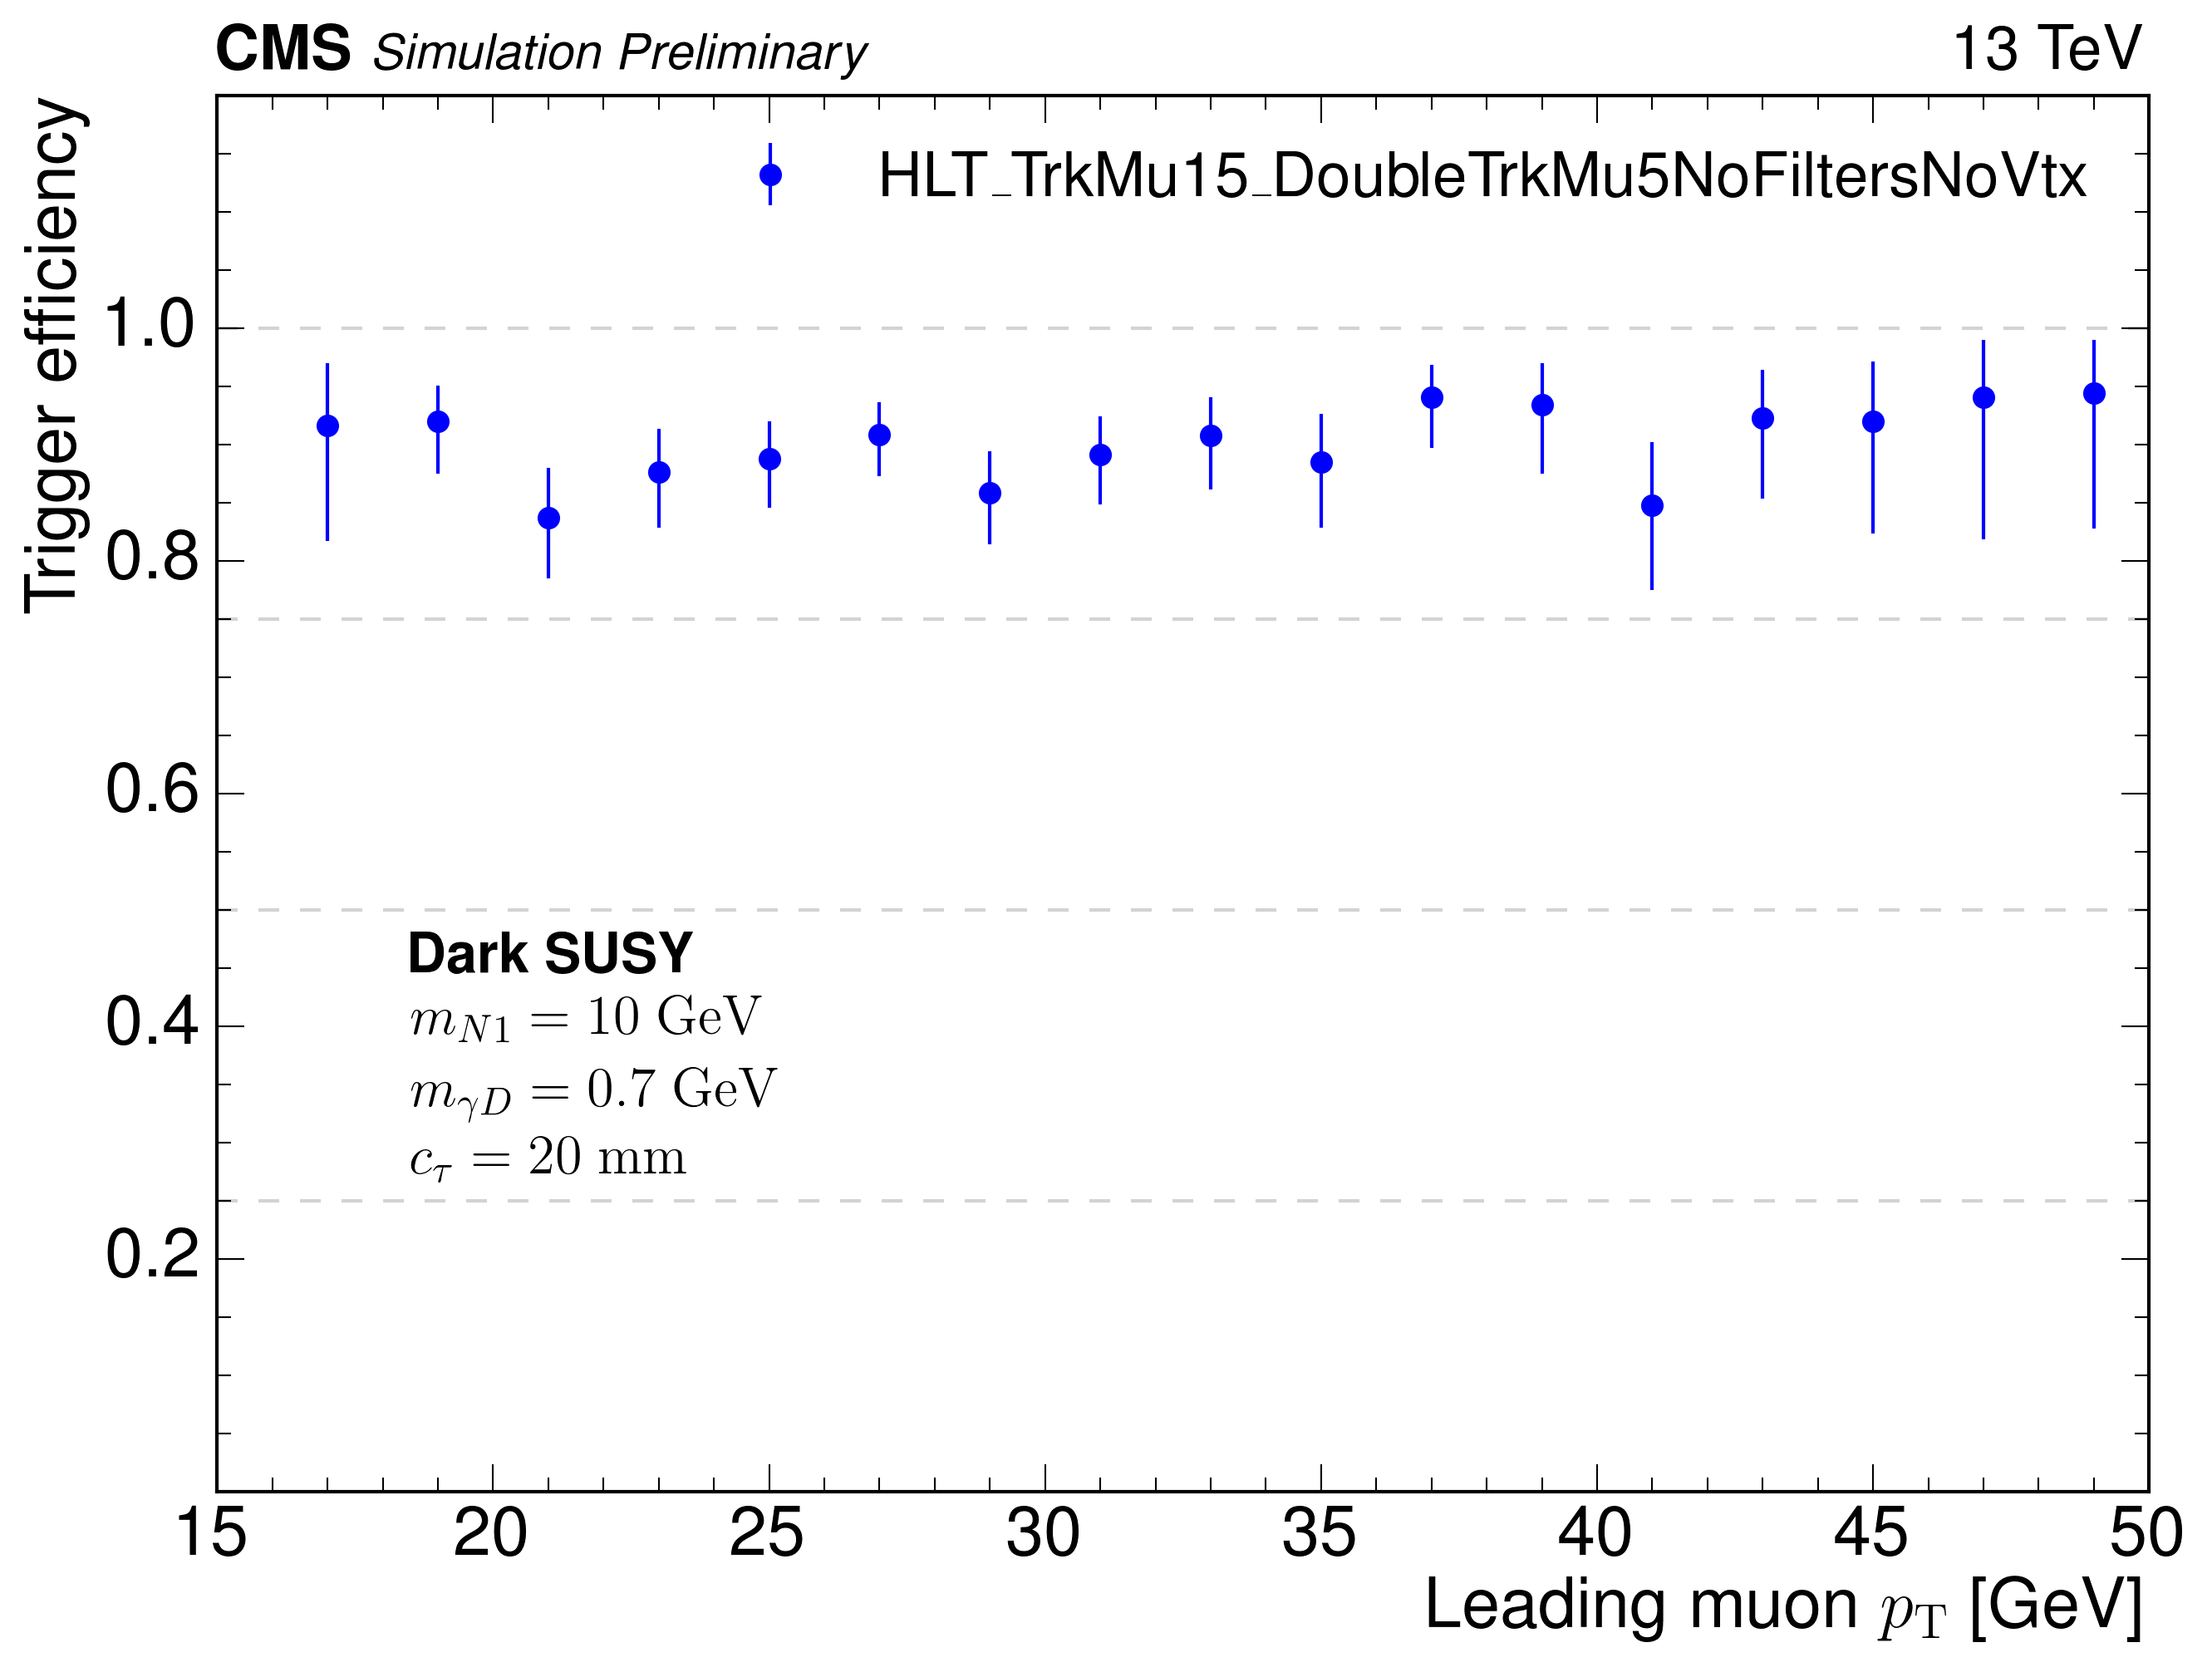 CMS Simulation Preliminary 13 TeV
Trigger efficiency
HLT_TrkMu15_DoubleTrkMu5NoFiltersNoVtx
1.0
0.8
0.6
0.4
0.2
Dark SUSY
m_{N1} = 10 GeV
m_{γD} = 0.7 GeV
c_τ = 20 mm
15 20 25 30 35 40 45 50
Leading muon p_T [GeV]